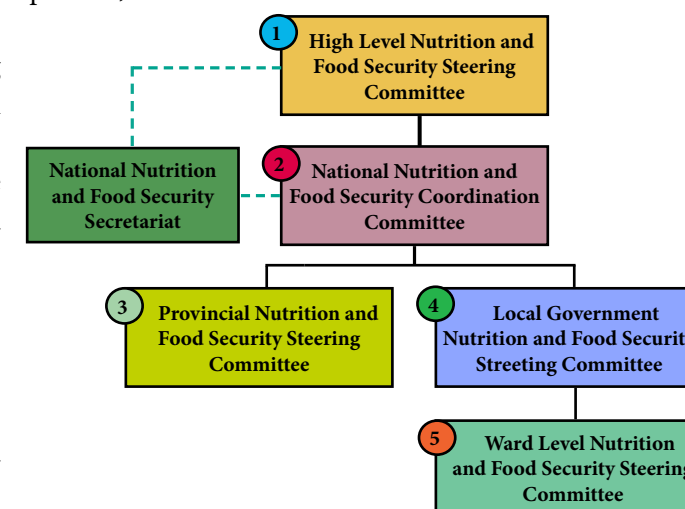 1
High Level Nutrition and
Food Security Steering
Committee
National Nutrition
and Food Security
Secretariat
2
National Nutrition and
Food Security Coordination
Committee
3
Provincial Nutrition and
Food Security Steering
Committee
4
Local Government
Nutrition and Food Securit
Streeting Committee
5
Ward Level Nutrition
and Food Security Steering
Committee